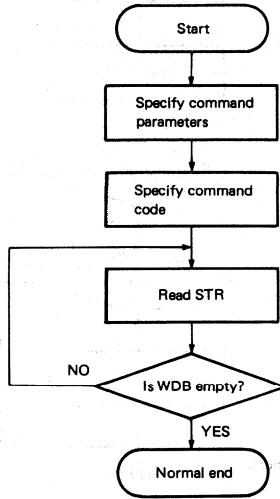 Start
Specify command
parameters
Specify command
code
Read STR
Is WDB empty?
NO
YES
Normal end